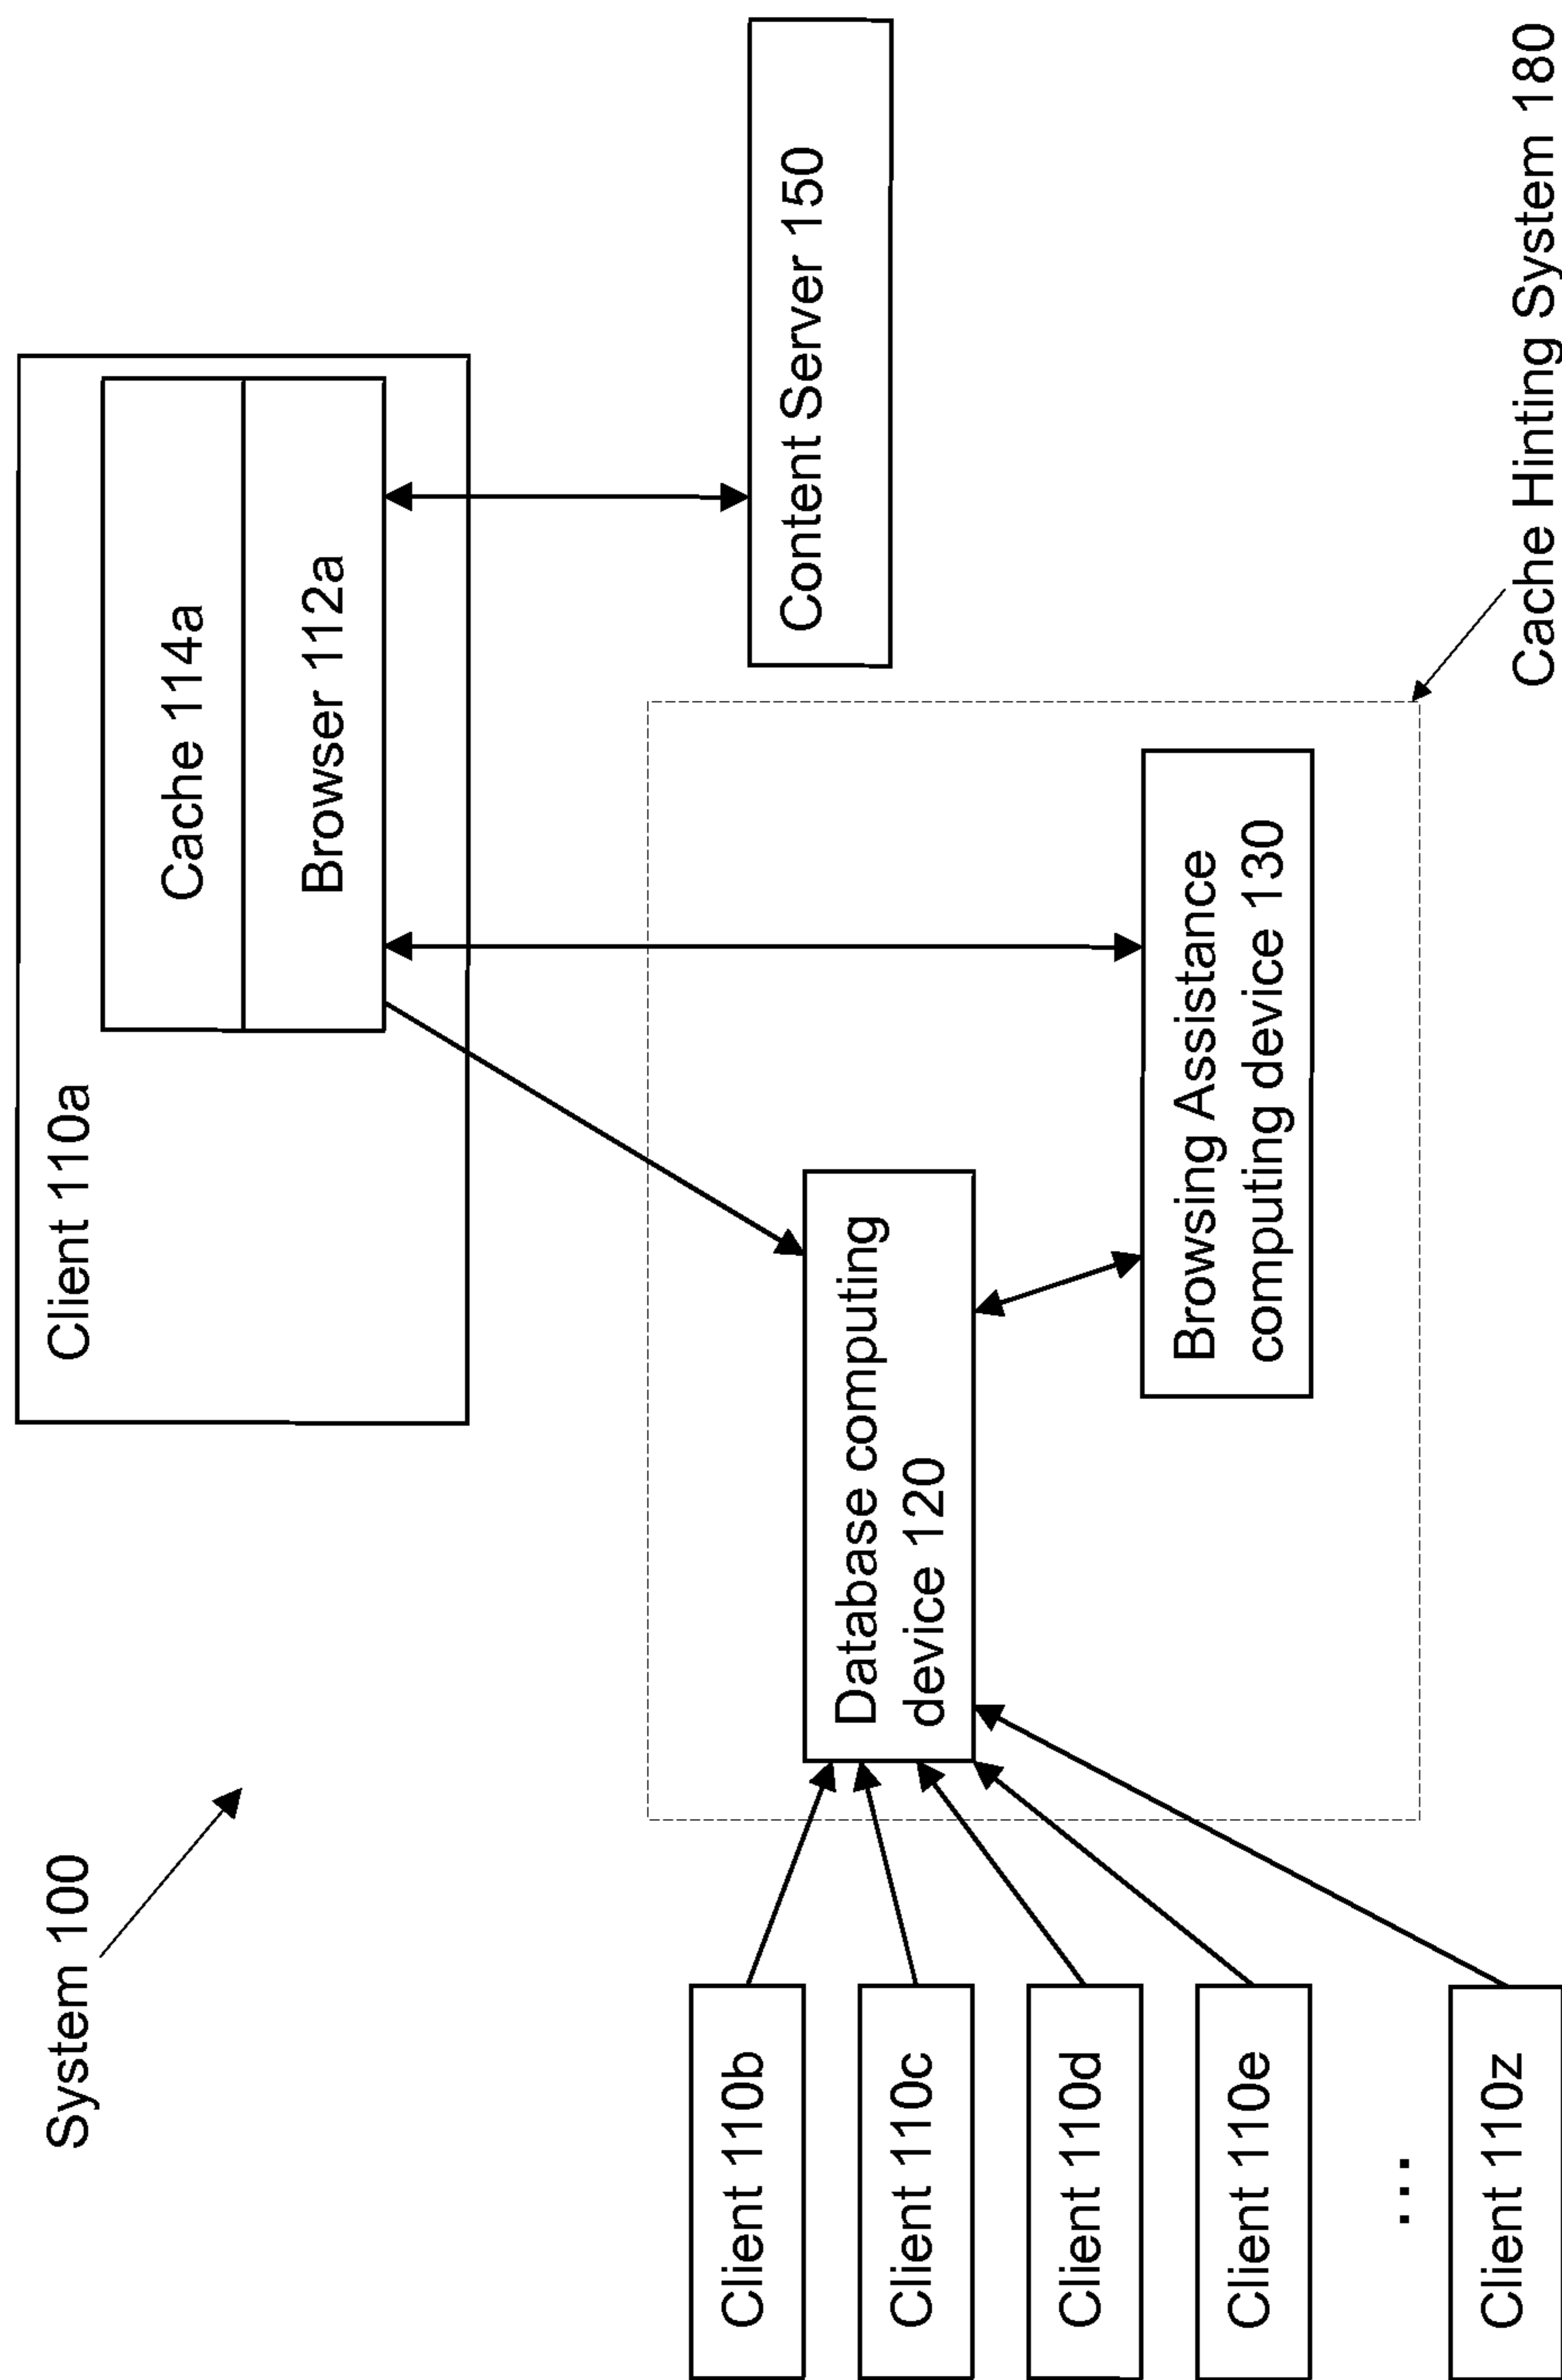 System 100
Client 110a
Cache 114a
Browser 112a
Content Server 150
Client 110b
Client 110c
Client 110d
Client 110e
...
Client 110z
Database computing
device 120
Browsing Assistance
computing device 130
Cache Hinting System 180